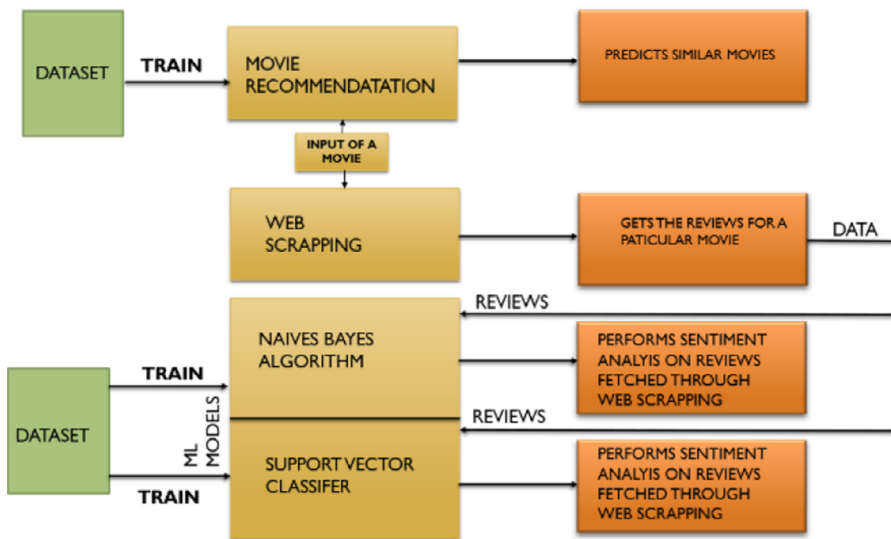 DATASET
TRAIN
MOVIE
RECOMMENDATATION
PREDICTS SIMILAR MOVIES
INPUT OF A
MOVIE
WEB
SCRAPPING
GETS THE REVIEWS FOR A
PATICULAR MOVIE
DATA
REVIEWS
NAIVES BAYES
ALGORITHM
PERFORMS SENTIMENT
ANALYIS ON REVIEWS
FETCHED THROUGH
WEB SCRAPPING
DATASET
TRAIN
ML
MODELS
TRAIN
REVIEWS
SUPPORT VECTOR
CLASSIFER
PERFORMS SENTIMENT
ANALYIS ON REVIEWS
FETCHED THROUGH
WEB SCRAPPING